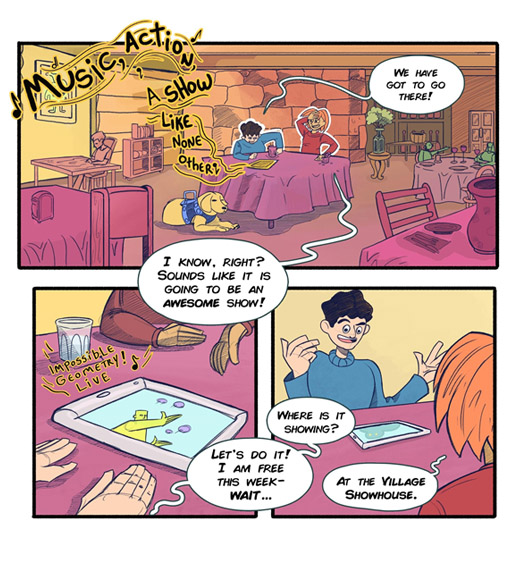 Music, Action,
A Show
Like
None
Other!
WE HAVE
GOT TO GO
THERE!
I KNOW, RIGHT?
SOUNDS LIKE IT IS
GOING TO BE AN
AWESOME SHOW!
IMPOSSIBLE
GEOMETRY!
LIVE
LET'S DO IT!
I AM FREE
THIS WEEK-
WAIT...
WHERE IS IT
SHOWING?
AT THE VILLAGE
SHOWHOUSE.